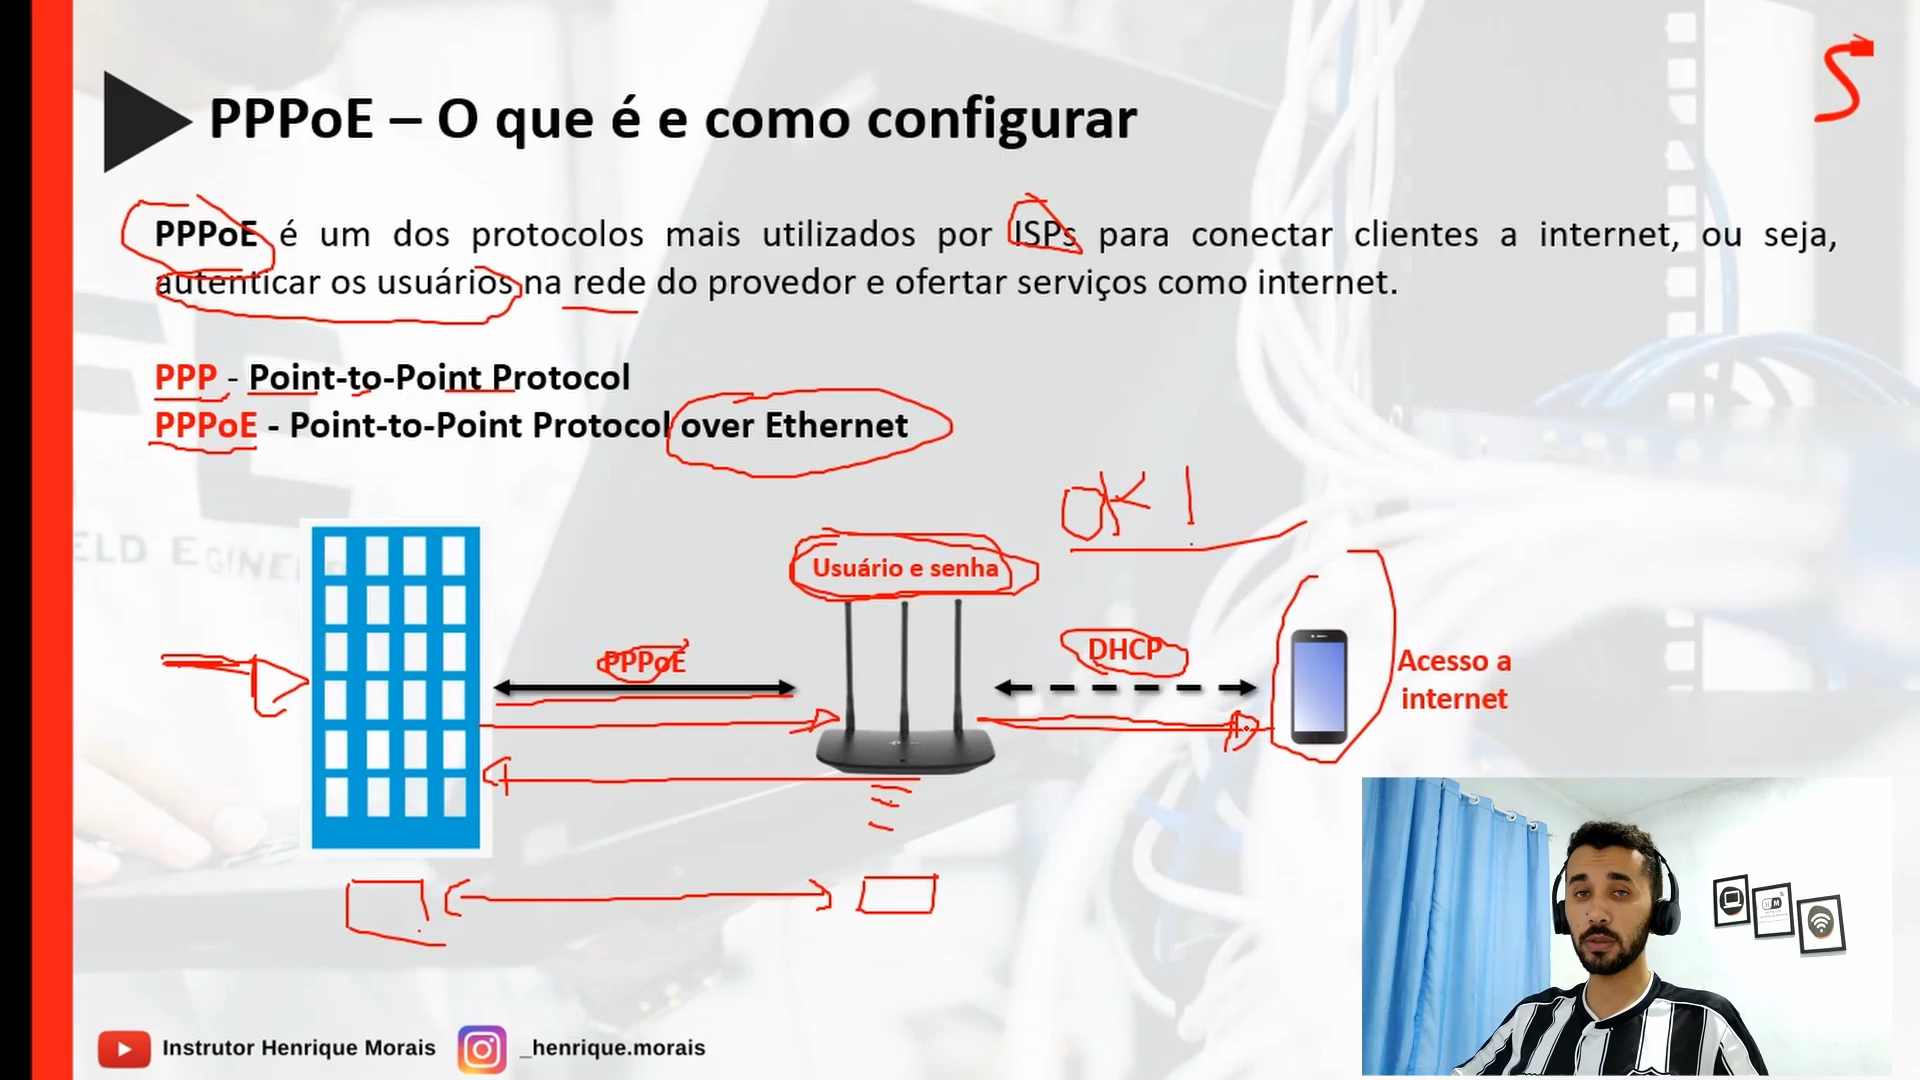 PPPoE – O que é e como configurar
PPPoE é um dos protocolos mais utilizados por ISPs para conectar clientes a internet, ou seja,
autenticar os usuários na rede do provedor e ofertar serviços como internet.
PPP - Point-to-Point Protocol
PPPoE - Point-to-Point Protocol over Ethernet
OK!
Usuário e senha
PPPoE
DHCP
Acesso a
internet
Instrutor Henrique Morais
_henrique.morais